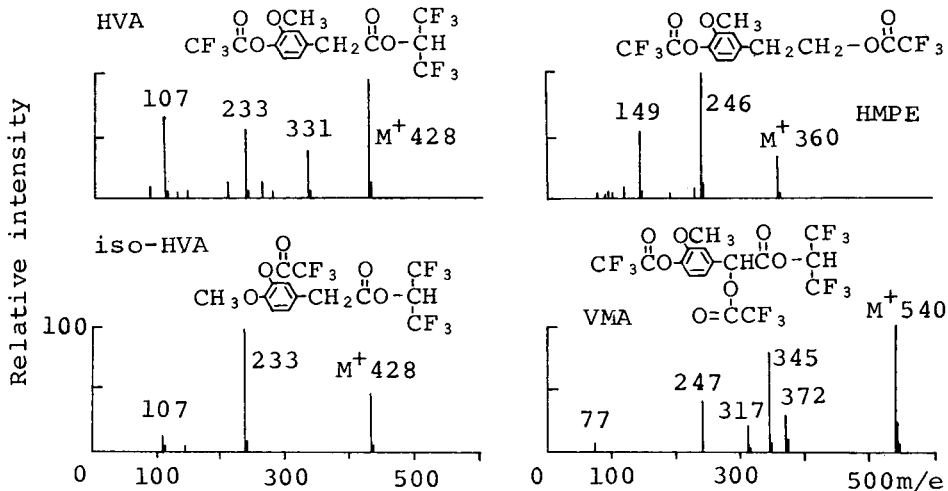 HVA
O
CF₃CO
OCH₃
CH₂CO
O
CF₃
CH
CF₃
107
233
331
M⁺428
O
CF₃CO
OCH₃
CH₂CH₂-OCCF₃
O
149
246
M⁺360
HMPE
Relative intensity
iso-HVA
O
OCCF₃
CH₃O
CH₂CO
O
CF₃
CH
CF₃
100
107
233
M⁺428
0
100
300
500
O
CF₃CO
OCH₃
CHCO
O
CF₃
CH
CF₃
O
O=CCF₃
VMA
77
247
317
345
372
M⁺540
0
100
300
500m/e